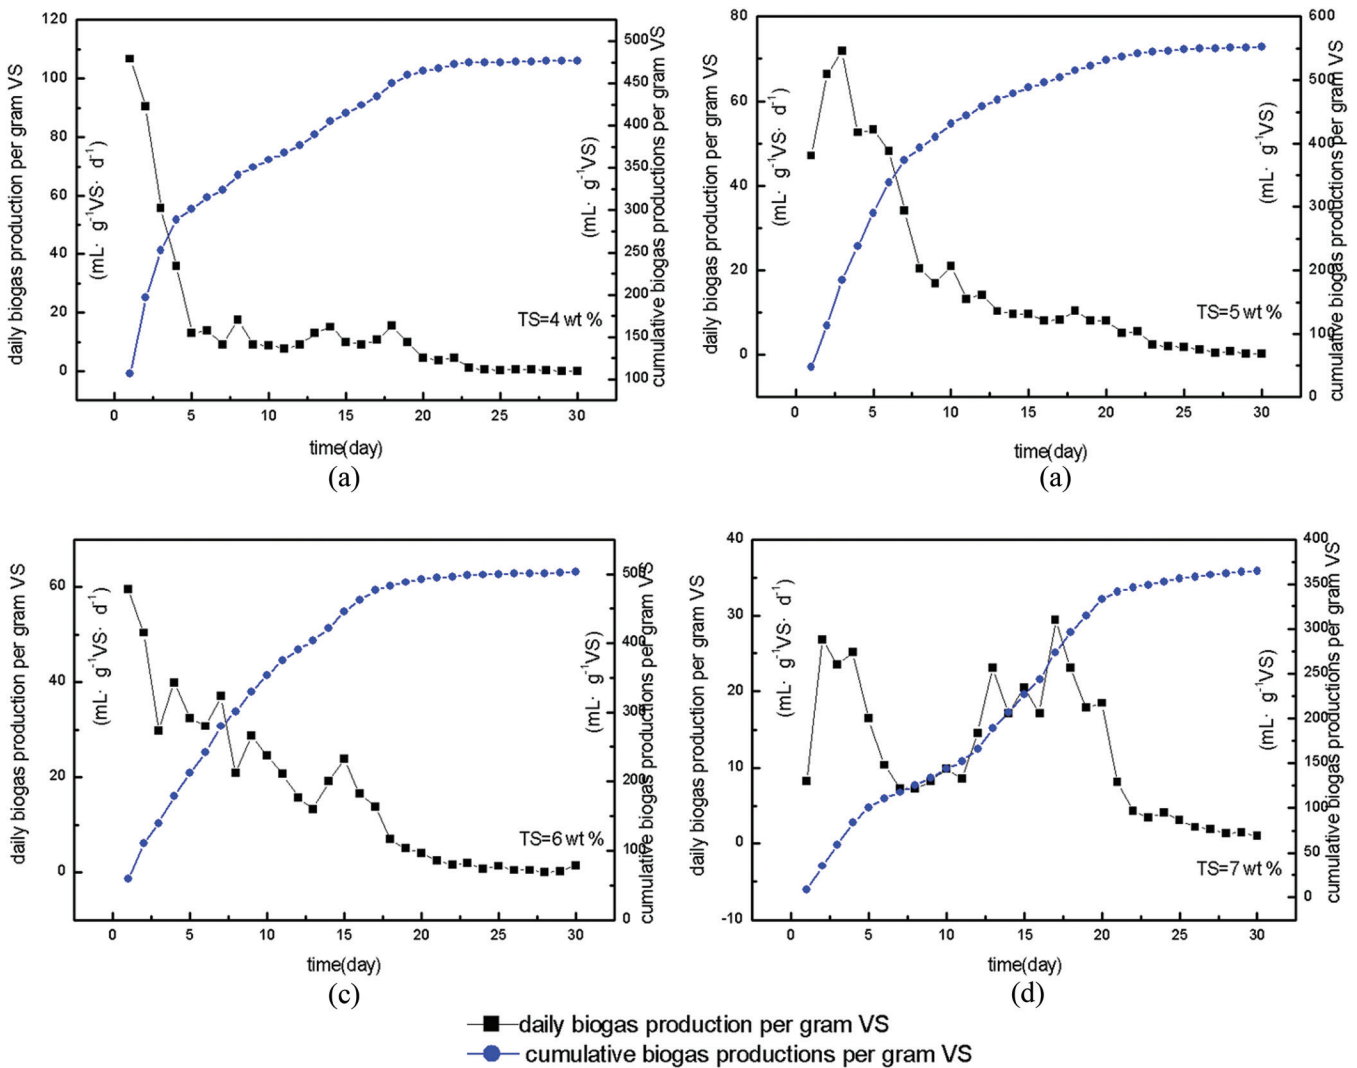 daily biogas production per gram VS
(mL· g⁻¹VS· d⁻¹)
120
100
80
60
40
20
0
500
450
400
350
300
250
200
150
100
cumulative biogas productions per gram VS
(mL· g⁻¹VS)
TS=4 wt %
0 5 10 15 20 25 30
time(day)
(a)
daily biogas production per gram VS
(mL· g⁻¹VS· d⁻¹)
80
60
40
20
0
600
500
400
300
200
100
0
cumulative biogas productions per gram VS
(mL· g⁻¹VS)
TS=5 wt %
0 5 10 15 20 25 30
time(day)
(a)
daily biogas production per gram VS
(mL· g⁻¹VS· d⁻¹)
60
40
20
0
500
400
300
200
100
0
cumulative biogas productions per gram VS
(mL· g⁻¹VS)
TS=6 wt %
0 5 10 15 20 25 30
time(day)
(c)
daily biogas production per gram VS
(mL· g⁻¹VS· d⁻¹)
40
30
20
10
0
-10
400
350
300
250
200
150
100
50
0
cumulative biogas productions per gram VS
(mL· g⁻¹VS)
TS=7 wt %
0 5 10 15 20 25 30
time(day)
(d)
daily biogas production per gram VS
cumulative biogas productions per gram VS